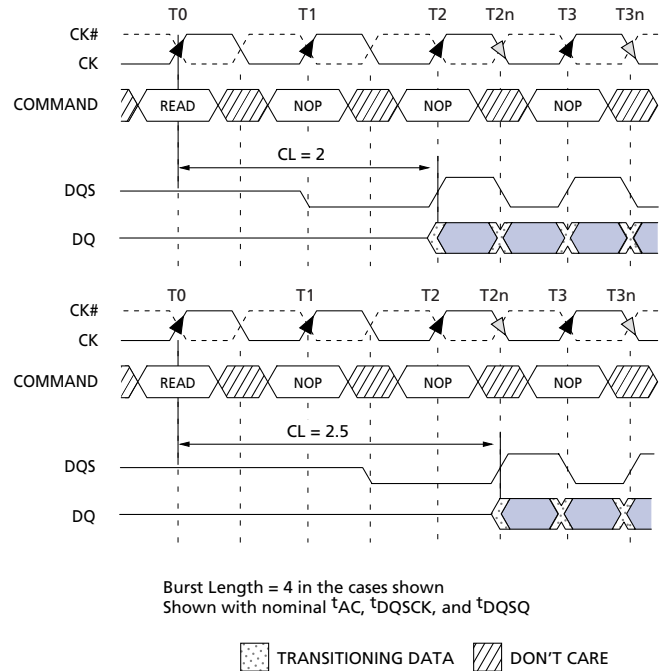 T0 T1 T2 T2n T3 T3n
CK#
CK
COMMAND READ NOP NOP NOP
CL = 2
DQS
DQ
T0 T1 T2 T2n T3 T3n
CK#
CK
COMMAND READ NOP NOP NOP
CL = 2.5
DQS
DQ
Burst Length = 4 in the cases shown
Shown with nominal tAC, tDQSCK, and tDQSQ
TRANSITIONING DATA DON'T CARE